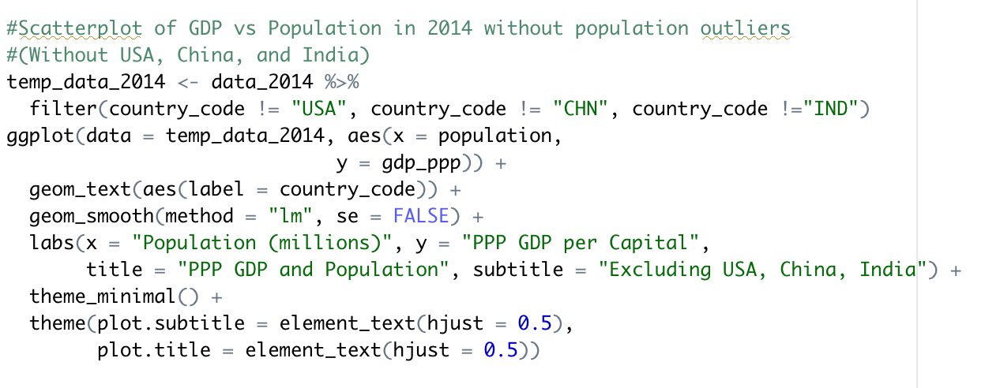 #Scatterplot of GDP vs Population in 2014 without population outliers
#(Without USA, China, and India)
temp_data_2014 <- data_2014 %>%
  filter(country_code != "USA", country_code != "CHN", country_code !="IND")
ggplot(data = temp_data_2014, aes(x = population,
                             y = gdp_ppp)) +
  geom_text(aes(label = country_code)) +
  geom_smooth(method = "lm", se = FALSE) +
  labs(x = "Population (millions)", y = "PPP GDP per Capital",
       title = "PPP GDP and Population", subtitle = "Excluding USA, China, India") +
  theme_minimal() +
  theme(plot.subtitle = element_text(hjust = 0.5),
        plot.title = element_text(hjust = 0.5))